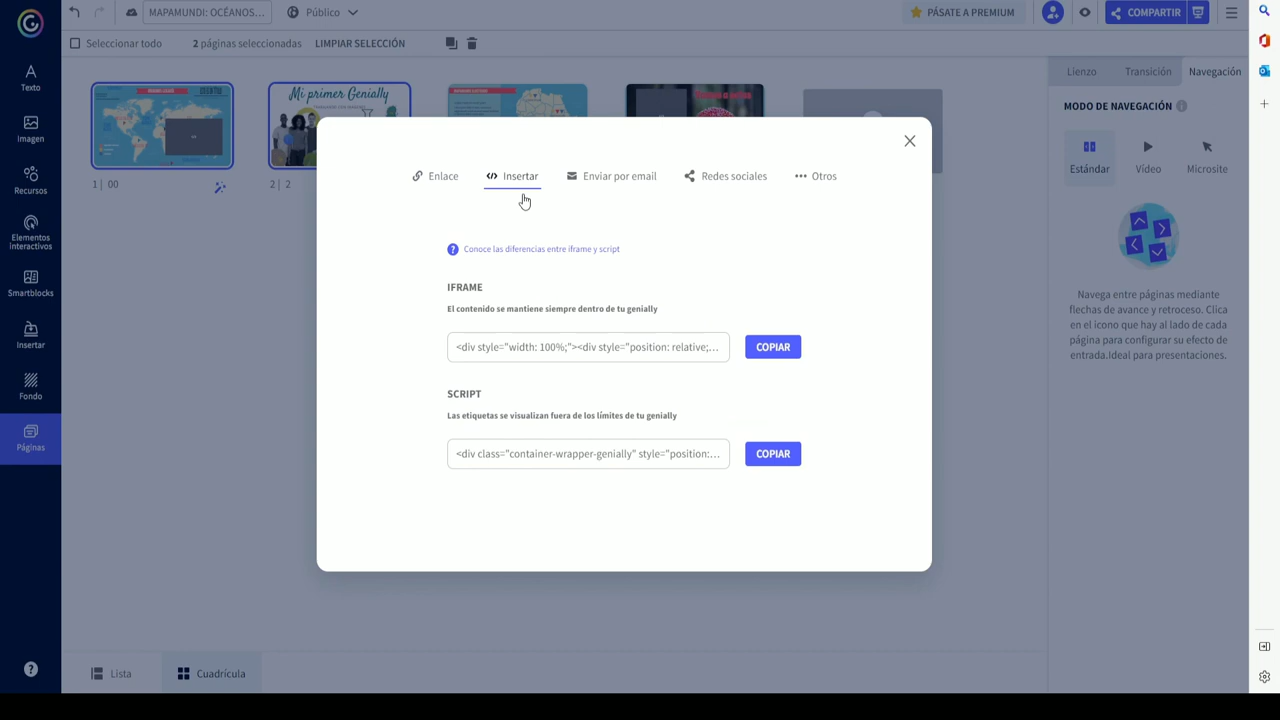 MAPAMUNDI: OCÉANOS...
Público
PÁSATE A PREMIUM
COMPARTIR
Seleccionar todo
2 páginas seleccionadas
LIMPIAR SELECCIÓN
Texto
Imagen
Recursos
Elementos
interactivos
Smartblocks
Insertar
Fondo
Páginas
Mi primer Genially
1 | 00
2 | 2
Enlace
Insertar
Enviar por email
Redes sociales
Otros
Conoce las diferencias entre iframe y script
IFRAME
El contenido se mantiene siempre dentro de tu genially
<div style="width: 100%;"><div style="position: relative;...
COPIAR
SCRIPT
Las etiquetas se visualizan fuera de los límites de tu genially
<div class="container-wrapper-genially" style="position:...
COPIAR
Lienzo
Transición
Navegación
MODO DE NAVEGACIÓN
Estándar
Vídeo
Microsite
Navega entre páginas mediante
flechas de avance y retroceso. Clica
en el icono que hay al lado de cada
página para configurar su efecto de
entrada.Ideal para presentaciones.
Lista
Cuadrícula